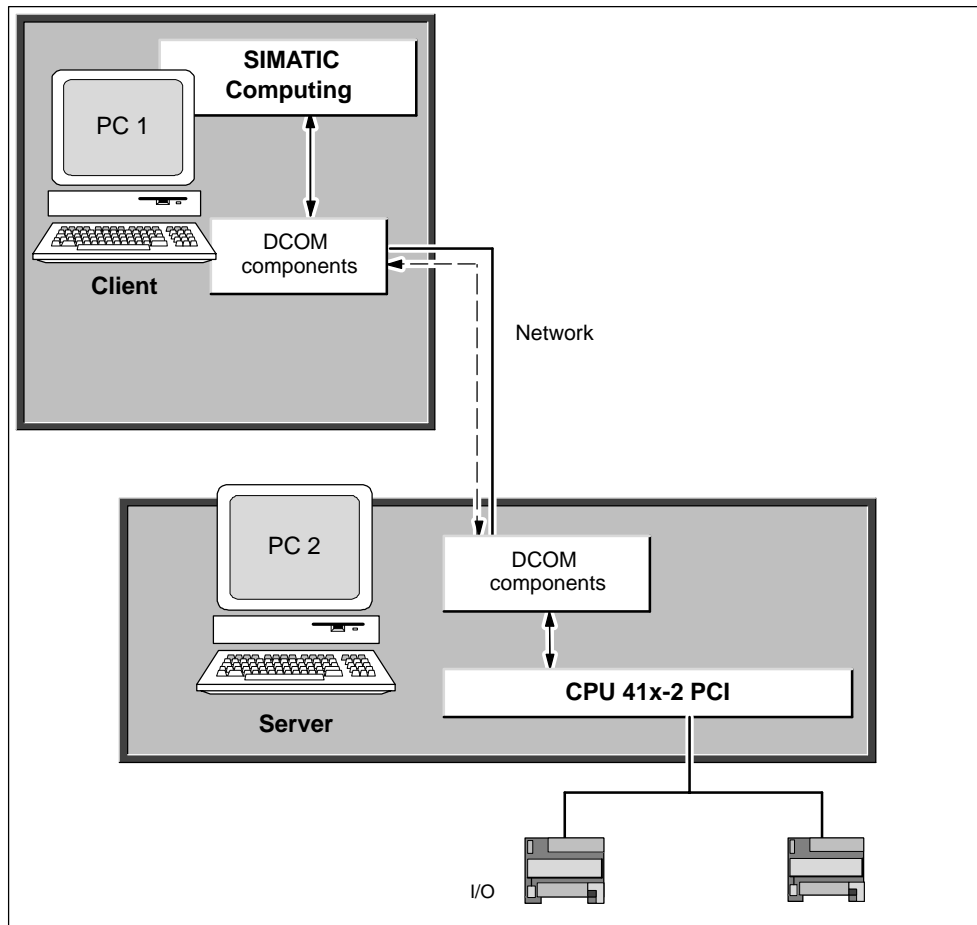 SIMATIC
Computing
PC 1
DCOM
components
Client
Network
PC 2
DCOM
components
CPU 41x-2 PCI
Server
I/O